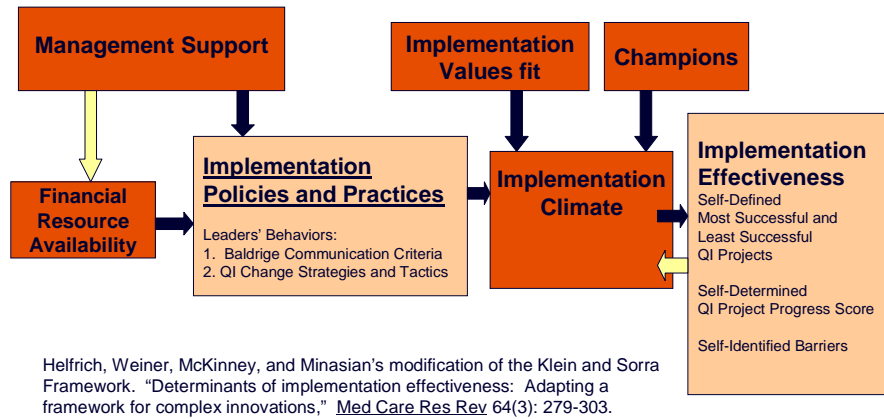 Management Support
Implementation
Values fit
Champions
Financial
Resource
Availability
Implementation
Policies and Practices
Leaders' Behaviors:
1. Baldrige Communication Criteria
2. QI Change Strategies and Tactics
Implementation
Climate
Implementation
Effectiveness
Self-Defined
Most Successful and
Least Successful
QI Projects
Self-Determined
QI Project Progress Score
Self-Identified Barriers
Helfrich, Weiner, McKinney, and Minasian's modification of the Klein and Sorra
Framework. "Determinants of implementation effectiveness: Adapting a
framework for complex innovations," Med Care Res Rev 64(3): 279-303.